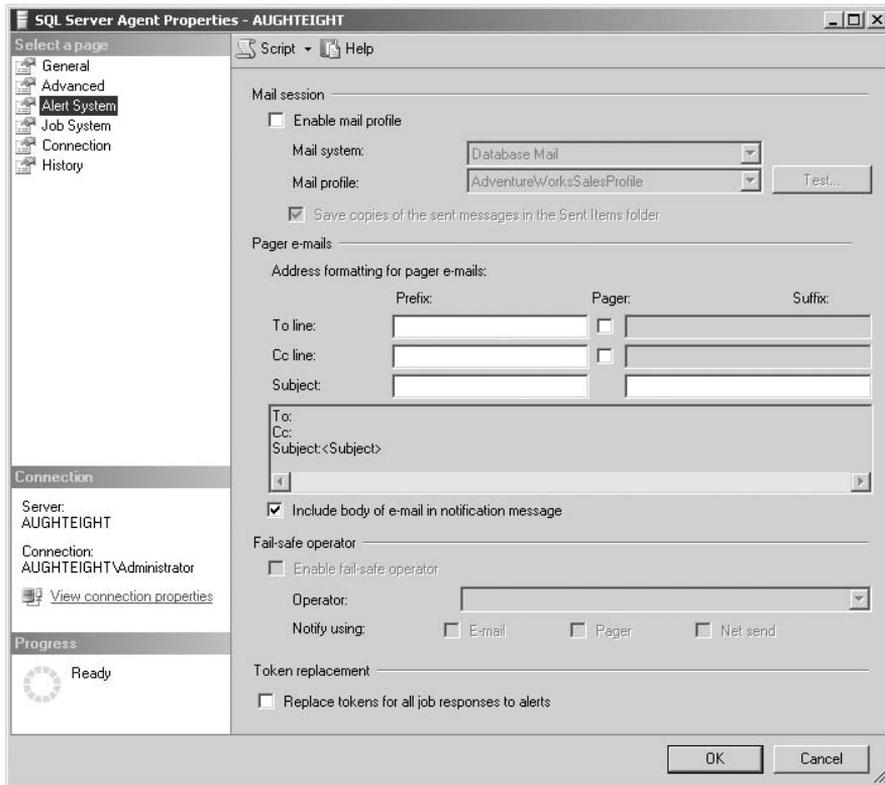 SQL Server Agent Properties - AUGHTEIGHT
Select a page
General
Advanced
Alert System
Job System
Connection
History
Script Help
Mail session
Enable mail profile
Mail system: Database Mail
Mail profile: AdventureWorksSalesProfile Test...
Save copies of the sent messages in the Sent Items folder
Pager e-mails
Address formatting for pager e-mails:
Prefix: Pager: Suffix:
To line:
Cc line:
Subject:
To:
Cc:
Subject:<Subject>
Include body of e-mail in notification message
Fail-safe operator
Enable fail-safe operator
Operator:
Notify using: E-mail Pager Net send
Token replacement
Replace tokens for all job responses to alerts
Connection
Server:
AUGHTEIGHT
Connection:
AUGHTEIGHT\Administrator
View connection properties
Progress
Ready
OK Cancel